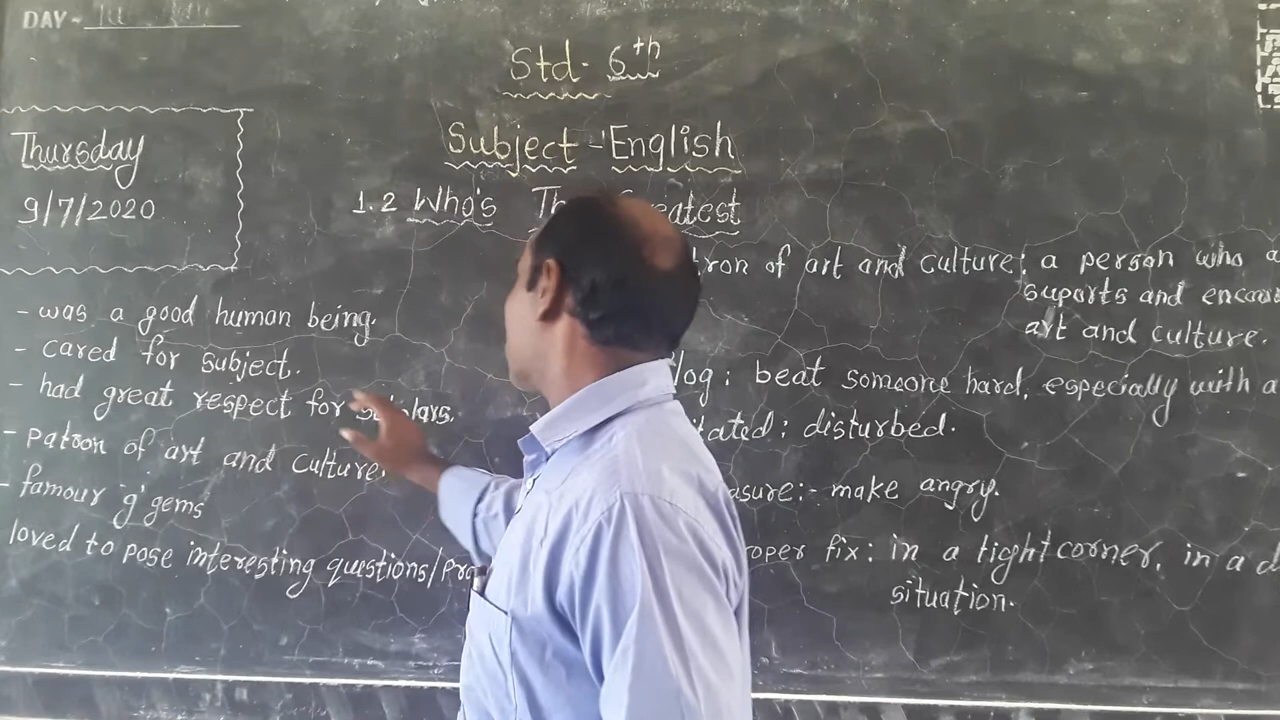 DAY -
Std- 6th
Subject - English
Thursday
9/7/2020
1.2 Who's
- was a good human being.
- cared for subject.
- had great respect for
- patron of art and culture.
- famour 'g' gems
loved to pose interesting questions/
of art and culture: a person who
suports and
art and culture.
: beat someone hard, especially with a
: disturbed.
:- make angry.
fix: in a tight corner, in a
situation.